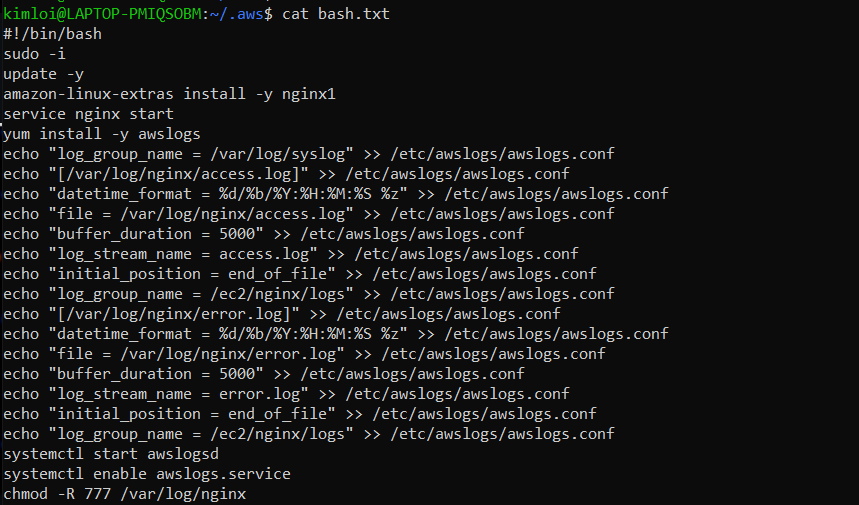 kimloi@LAPTOP-PMIQSOBM:~/.aws$ cat bash.txt
#!/bin/bash
sudo -i
update -y
amazon-linux-extras install -y nginx1
service nginx start
yum install -y awslogs
echo "log_group_name = /var/log/syslog" >> /etc/awslogs/awslogs.conf
echo "[/var/log/nginx/access.log]" >> /etc/awslogs/awslogs.conf
echo "datetime_format = %d/%b/%Y:%H:%M:%S %z" >> /etc/awslogs/awslogs.conf
echo "file = /var/log/nginx/access.log" >> /etc/awslogs/awslogs.conf
echo "buffer_duration = 5000" >> /etc/awslogs/awslogs.conf
echo "log_stream_name = access.log" >> /etc/awslogs/awslogs.conf
echo "initial_position = end_of_file" >> /etc/awslogs/awslogs.conf
echo "log_group_name = /ec2/nginx/logs" >> /etc/awslogs/awslogs.conf
echo "[/var/log/nginx/error.log]" >> /etc/awslogs/awslogs.conf
echo "datetime_format = %d/%b/%Y:%H:%M:%S %z" >> /etc/awslogs/awslogs.conf
echo "file = /var/log/nginx/error.log" >> /etc/awslogs/awslogs.conf
echo "buffer_duration = 5000" >> /etc/awslogs/awslogs.conf
echo "log_stream_name = error.log" >> /etc/awslogs/awslogs.conf
echo "initial_position = end_of_file" >> /etc/awslogs/awslogs.conf
echo "log_group_name = /ec2/nginx/logs" >> /etc/awslogs/awslogs.conf
systemctl start awslogsd
systemctl enable awslogs.service
chmod -R 777 /var/log/nginx